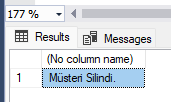 177 %
Results Messages
(No column name)
1 Müsteri Silindi.